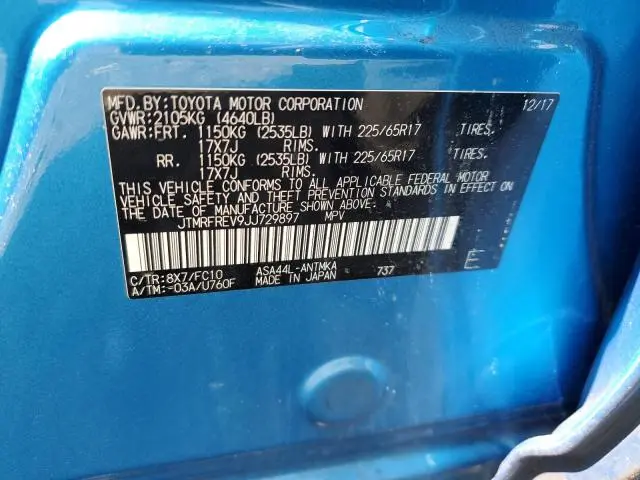 MFD. BY: TOYOTA MOTOR CORPORATION 12/17
GVWR: 2105KG (4640LB)
GAWR: FRT. 1150KG (2535LB) WITH 225/65R17 TIRES.
17X7J RIMS.
RR. 1150KG (2535LB) WITH 225/65R17 TIRES.
17X7J RIMS.
THIS VEHICLE CONFORMS TO ALL APPLICABLE FEDERAL MOTOR
VEHICLE SAFETY AND THEFT PREVENTION STANDARDS IN EFFECT ON
THE DATE OF MANUFACTURE SHOWN ABOVE.
JTMRFREV9JJ729897 MPV
C/TR: 8X7/FC10 ASA44L-ANTMKA 737 E
A/TM: -03A/U760F MADE IN JAPAN